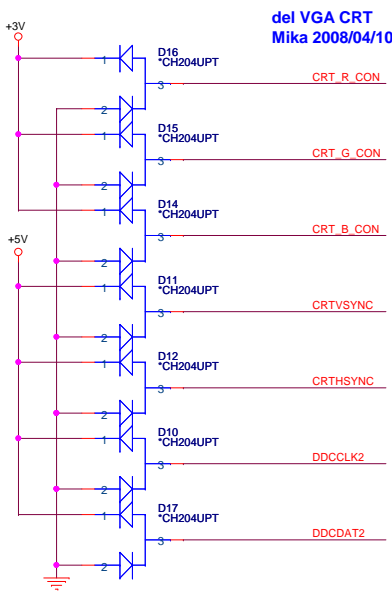 del VGA CRT
Mika 2008/04/10
+3V
D16
*CH204UPT
1
3
CRT_R_CON
2
D15
*CH204UPT
1
3
CRT_G_CON
2
D14
*CH204UPT
1
3
CRT_B_CON
+5V
2
D11
*CH204UPT
1
3
CRTVSYNC
2
D12
*CH204UPT
1
3
CRTHSYNC
2
D10
*CH204UPT
1
3
DDCCLK2
2
D17
*CH204UPT
1
3
DDCDAT2
2